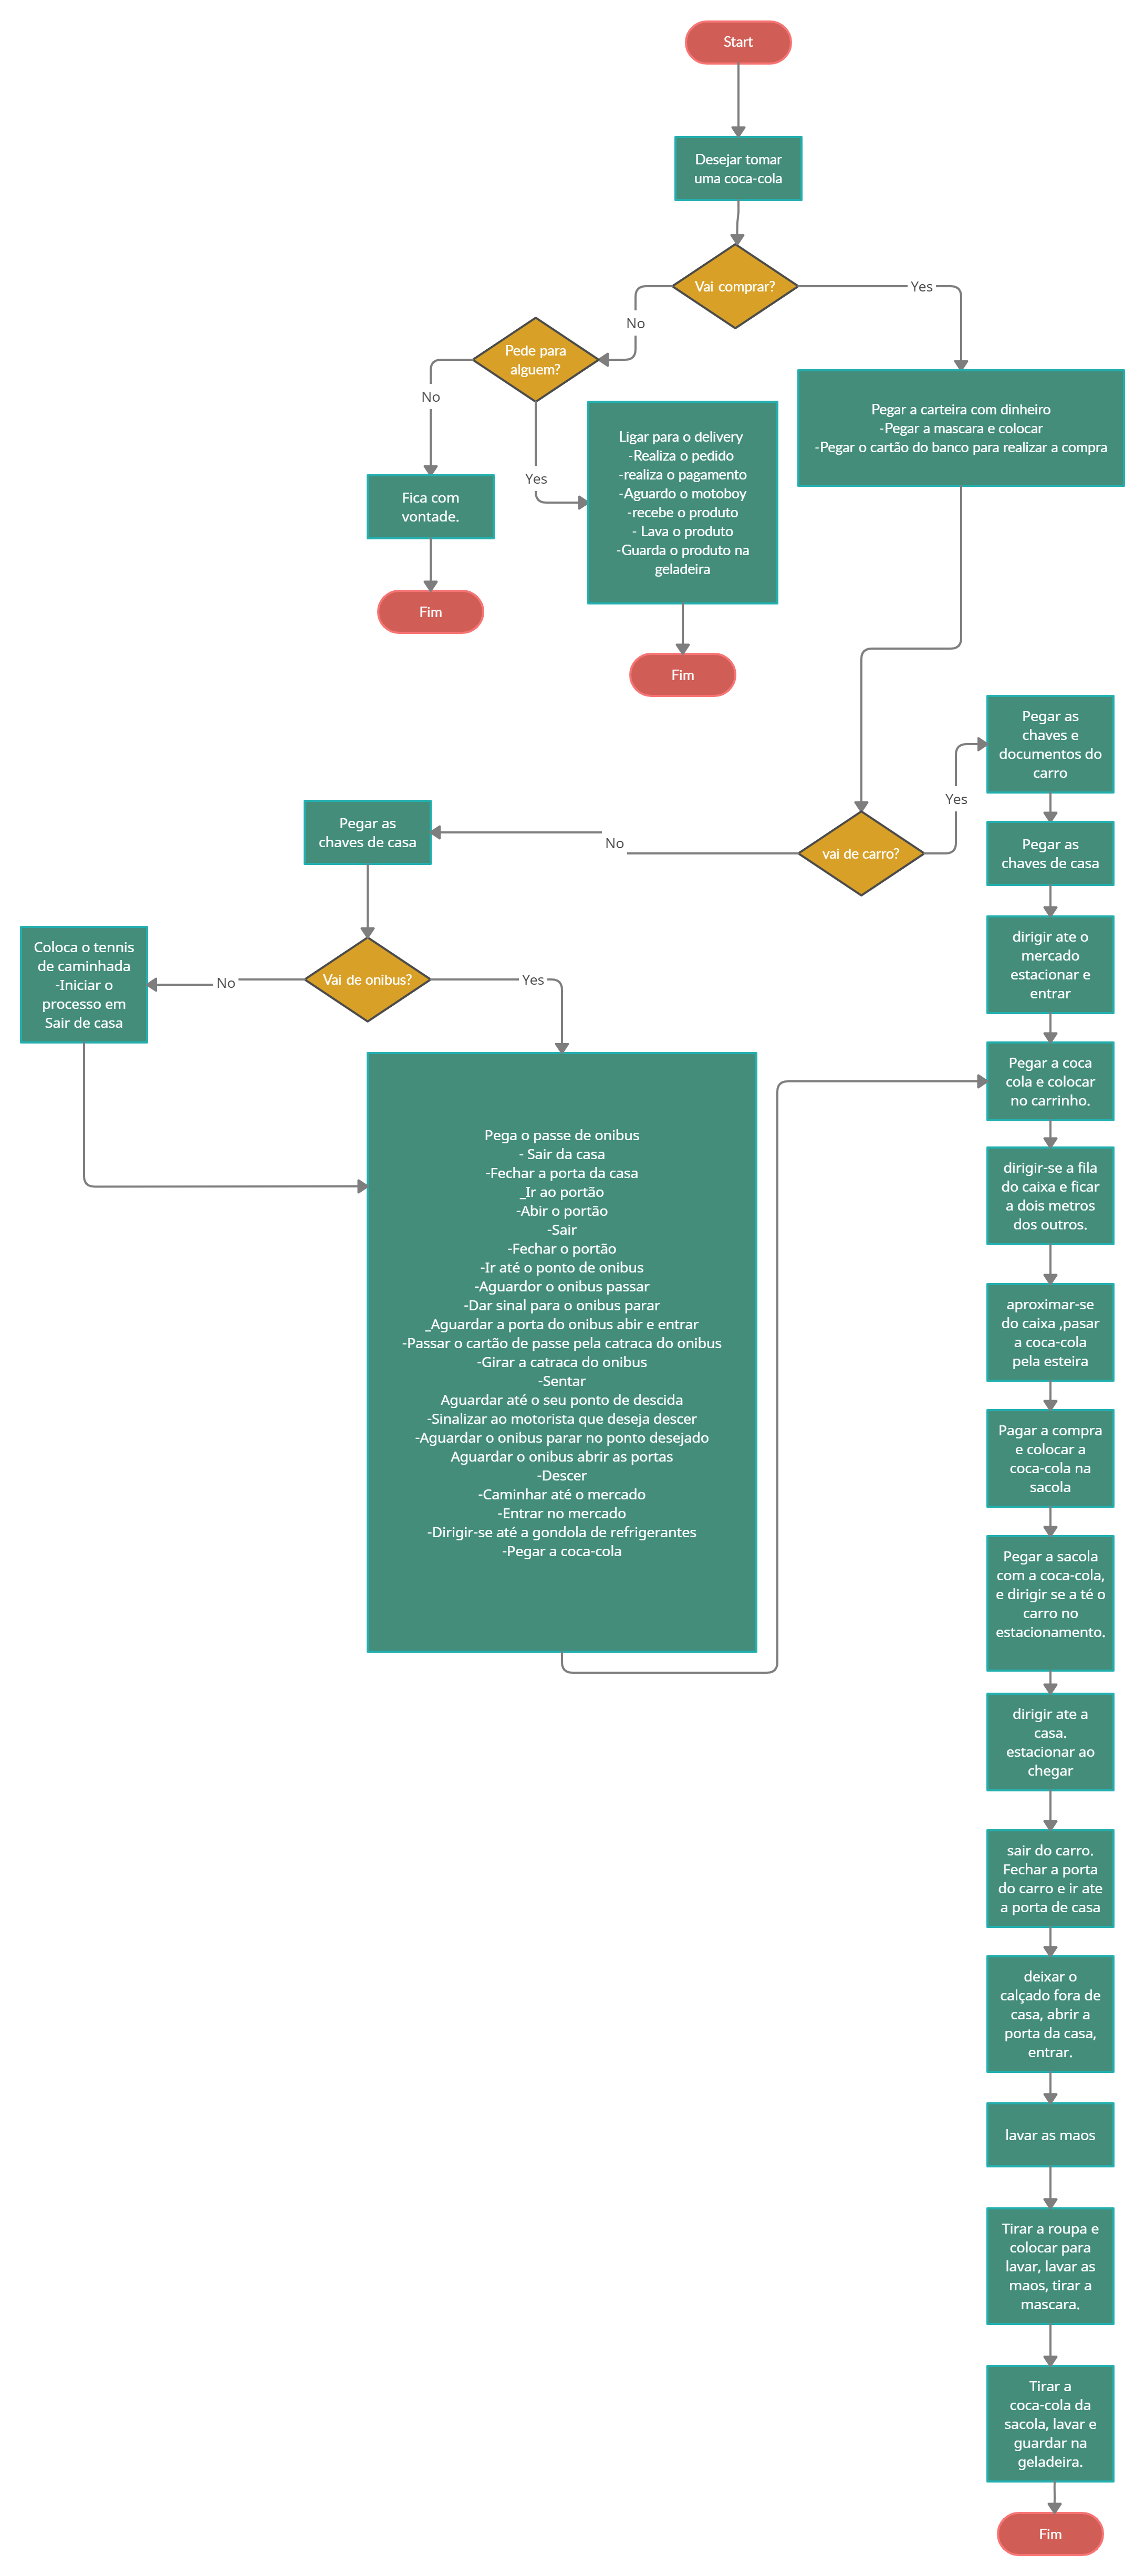 Start
Desejar tomar
uma coca-cola
Vai comprar?
Yes
No
Pede para
alguem?
No
Yes
Pegar a carteira com dinheiro
-Pegar a mascara e colocar
-Pegar o cartão do banco para realizar a compra
Ligar para o delivery
-Realiza o pedido
-realiza o pagamento
-Aguardo o motoboy
-recebe o produto
- Lava o produto
-Guarda o produto na
geladeira
Fica com
vontade.
Fim
Fim
Pegar as
chaves e
documentos do
carro
Yes
Pegar as
chaves de casa
No
vai de carro?
Pegar as
chaves de casa
dirigir ate o
mercado
estacionar e
entrar
Coloca o tennis
de caminhada
-Iniciar o
processo em
Sair de casa
No
Vai de onibus?
Yes
Pegar a coca
cola e colocar
no carrinho.
Pega o passe de onibus
- Sair da casa
-Fechar a porta da casa
_Ir ao portão
-Abrir o portão
-Sair
-Fechar o portão
-Ir até o ponto de onibus
-Aguardor o onibus passar
-Dar sinal para o onibus parar
_Aguardar a porta do onibus abrir e entrar
-Passar o cartão de passe pela catraca do onibus
-Girar a catraca do onibus
-Sentar
Aguardar até o seu ponto de descida
-Sinalizar ao motorista que deseja descer
-Aguardar o onibus parar no ponto desejado
Aguardar o onibus abrir as portas
-Descer
-Caminhar até o mercado
-Entrar no mercado
-Dirigir-se até a gondola de refrigerantes
-Pegar a coca-cola
dirigir-se a fila
do caixa e ficar
a dois metros
dos outros.
aproximar-se
do caixa ,pasar
a coca-cola
pela esteira
Pagar a compra
e colocar a
coca-cola na
sacola
Pegar a sacola
com a coca-cola,
e dirigir se a té o
carro no
estacionamento.
dirigir ate a
casa.
estacionar ao
chegar
sair do carro.
Fechar a porta
do carro e ir ate
a porta de casa
deixar o
calçado fora de
casa, abrir a
porta da casa,
entrar.
lavar as maos
Tirar a roupa e
colocar para
lavar, lavar as
maos, tirar a
mascara.
Tirar a
coca-cola da
sacola, lavar e
guardar na
geladeira.
Fim